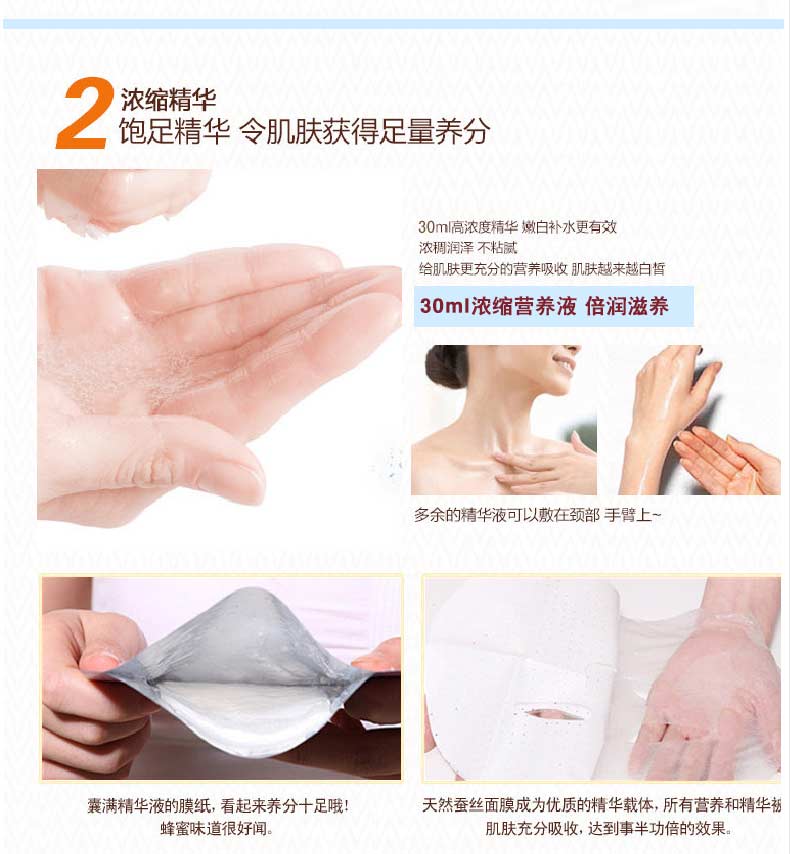 2
浓缩精华
饱足精华 令肌肤获得足量养分
30ml高浓度精华 嫩白补水更有效
浓稠润泽 不粘腻
给肌肤更充分的营养吸收 肌肤越来越白皙
30ml浓缩营养液 倍润滋养
多余的精华液可以敷在颈部 手臂上~
囊满精华液的膜纸，看起来养分十足哦！
蜂蜜味道很好闻。
天然蚕丝面膜成为优质的精华载体，所有营养和精华被
肌肤充分吸收，达到事半功倍的效果。